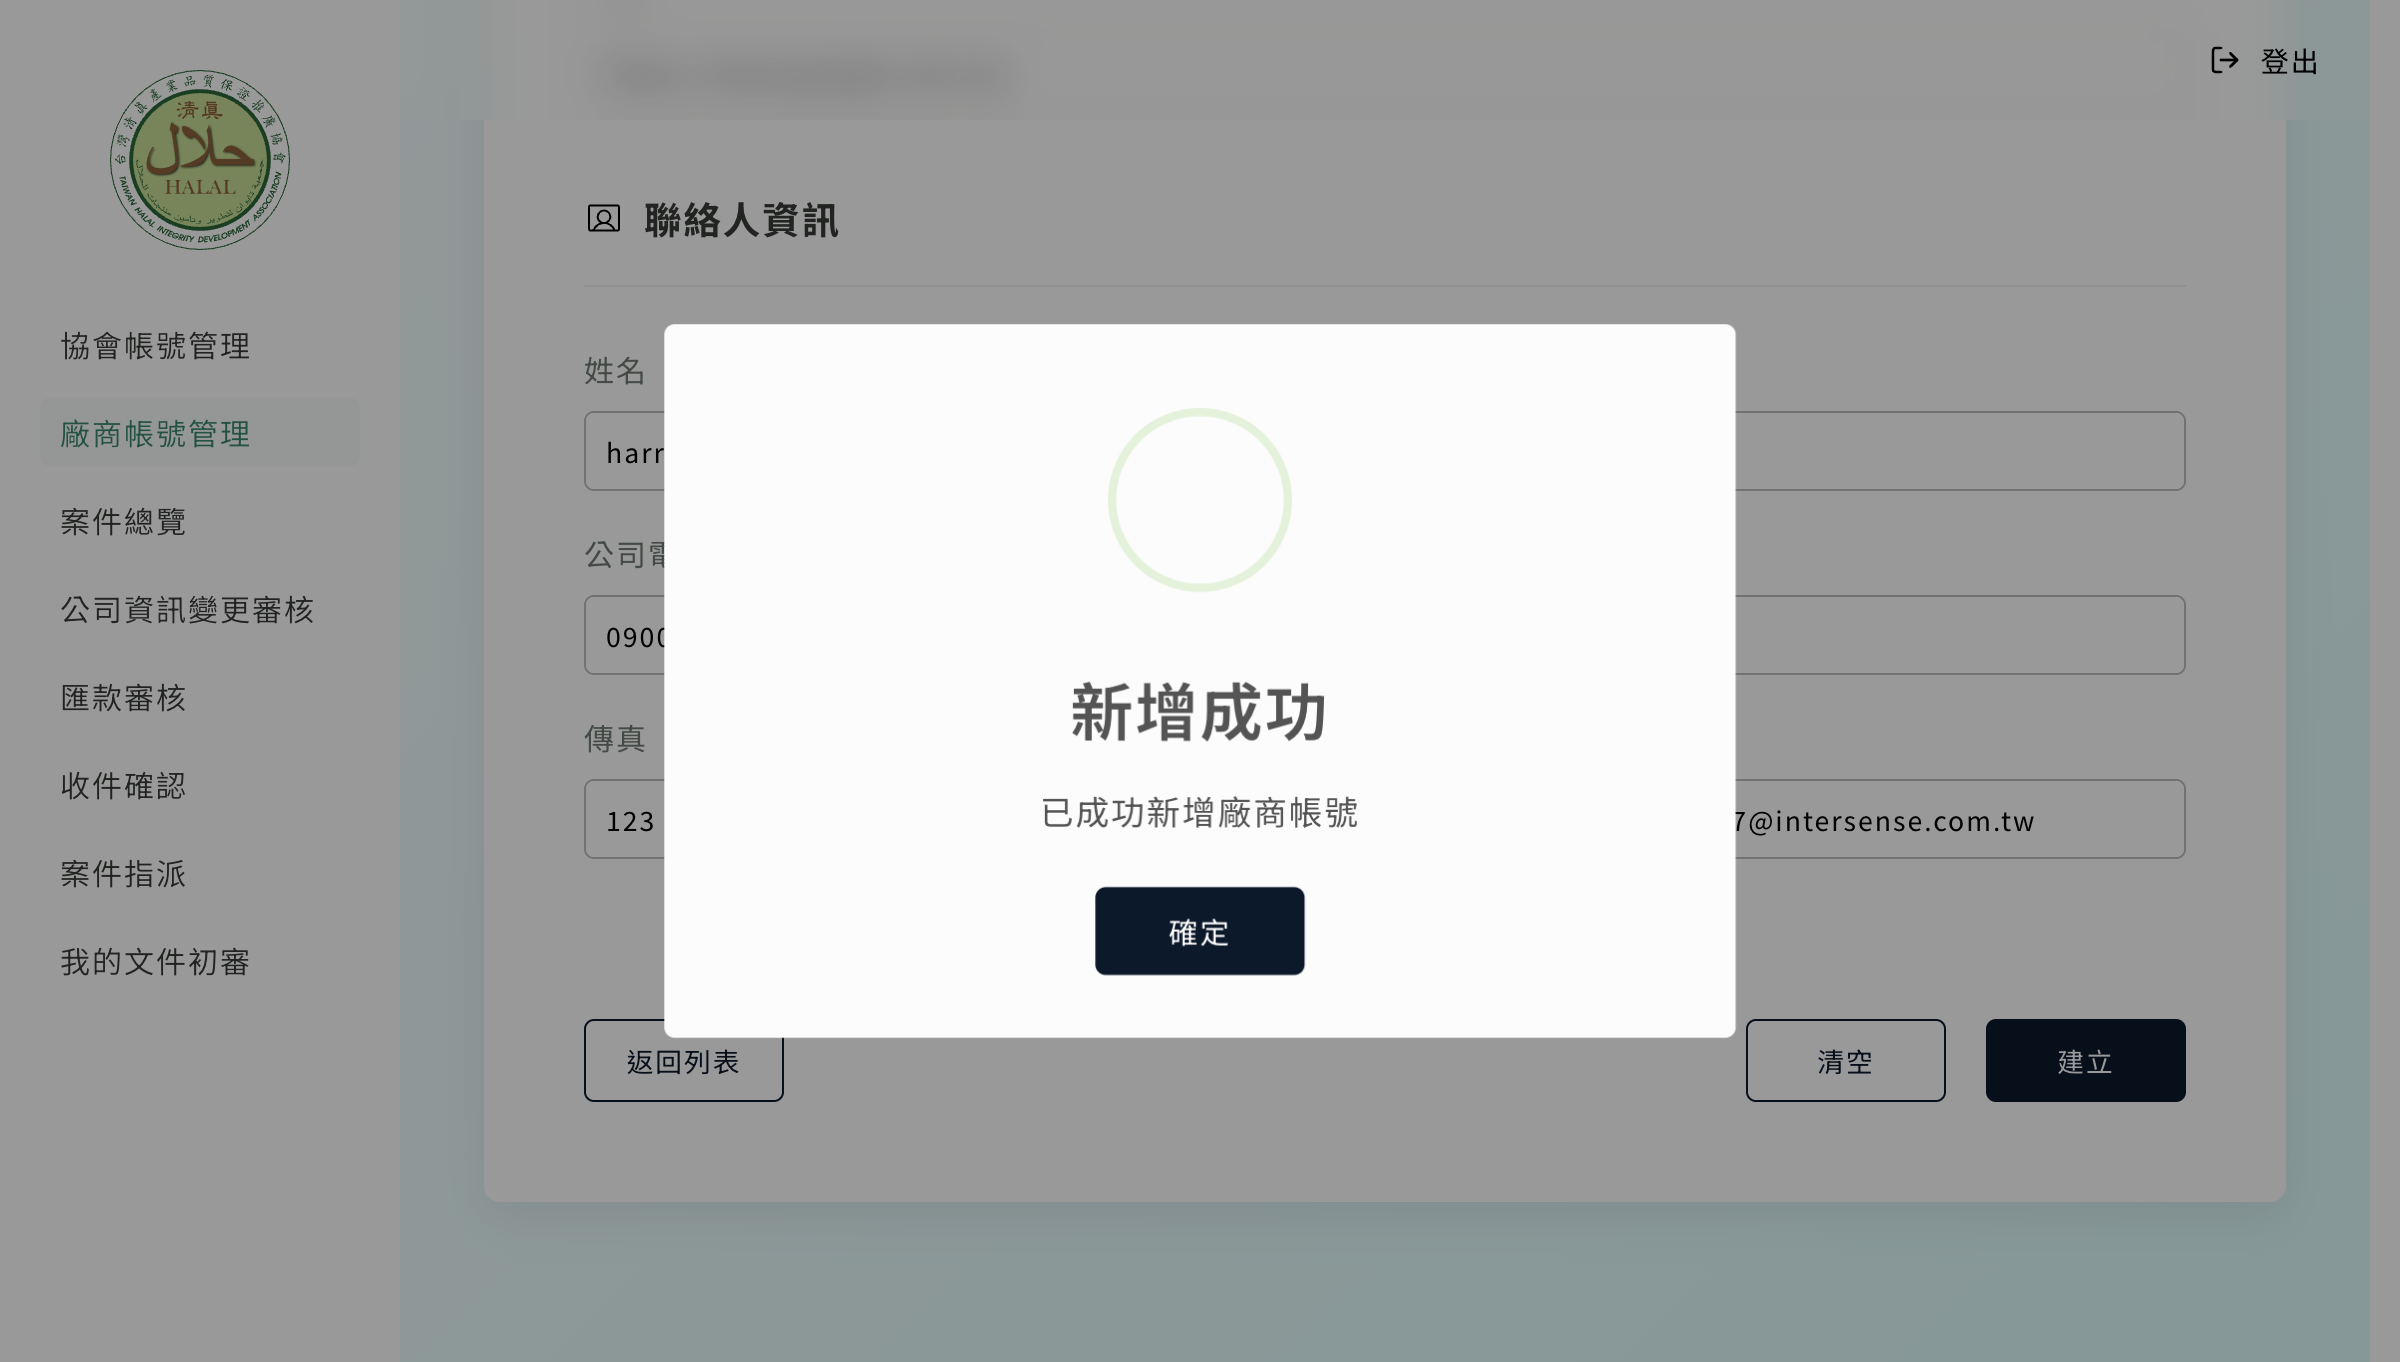 登出
台灣清真產業品質保證推廣協會
清真
حلال
HALAL
TAIWAN HALAL INTEGRITY DEVELOPMENT ASSOCIATION
協會帳號管理
廠商帳號管理
案件總覽
公司資訊變更審核
匯款審核
收件確認
案件指派
我的文件初審
聯絡人資訊
姓名
harr
公司電
0900
傳真
123
7@intersense.com.tw
新增成功
已成功新增廠商帳號
確定
返回列表
清空
建立